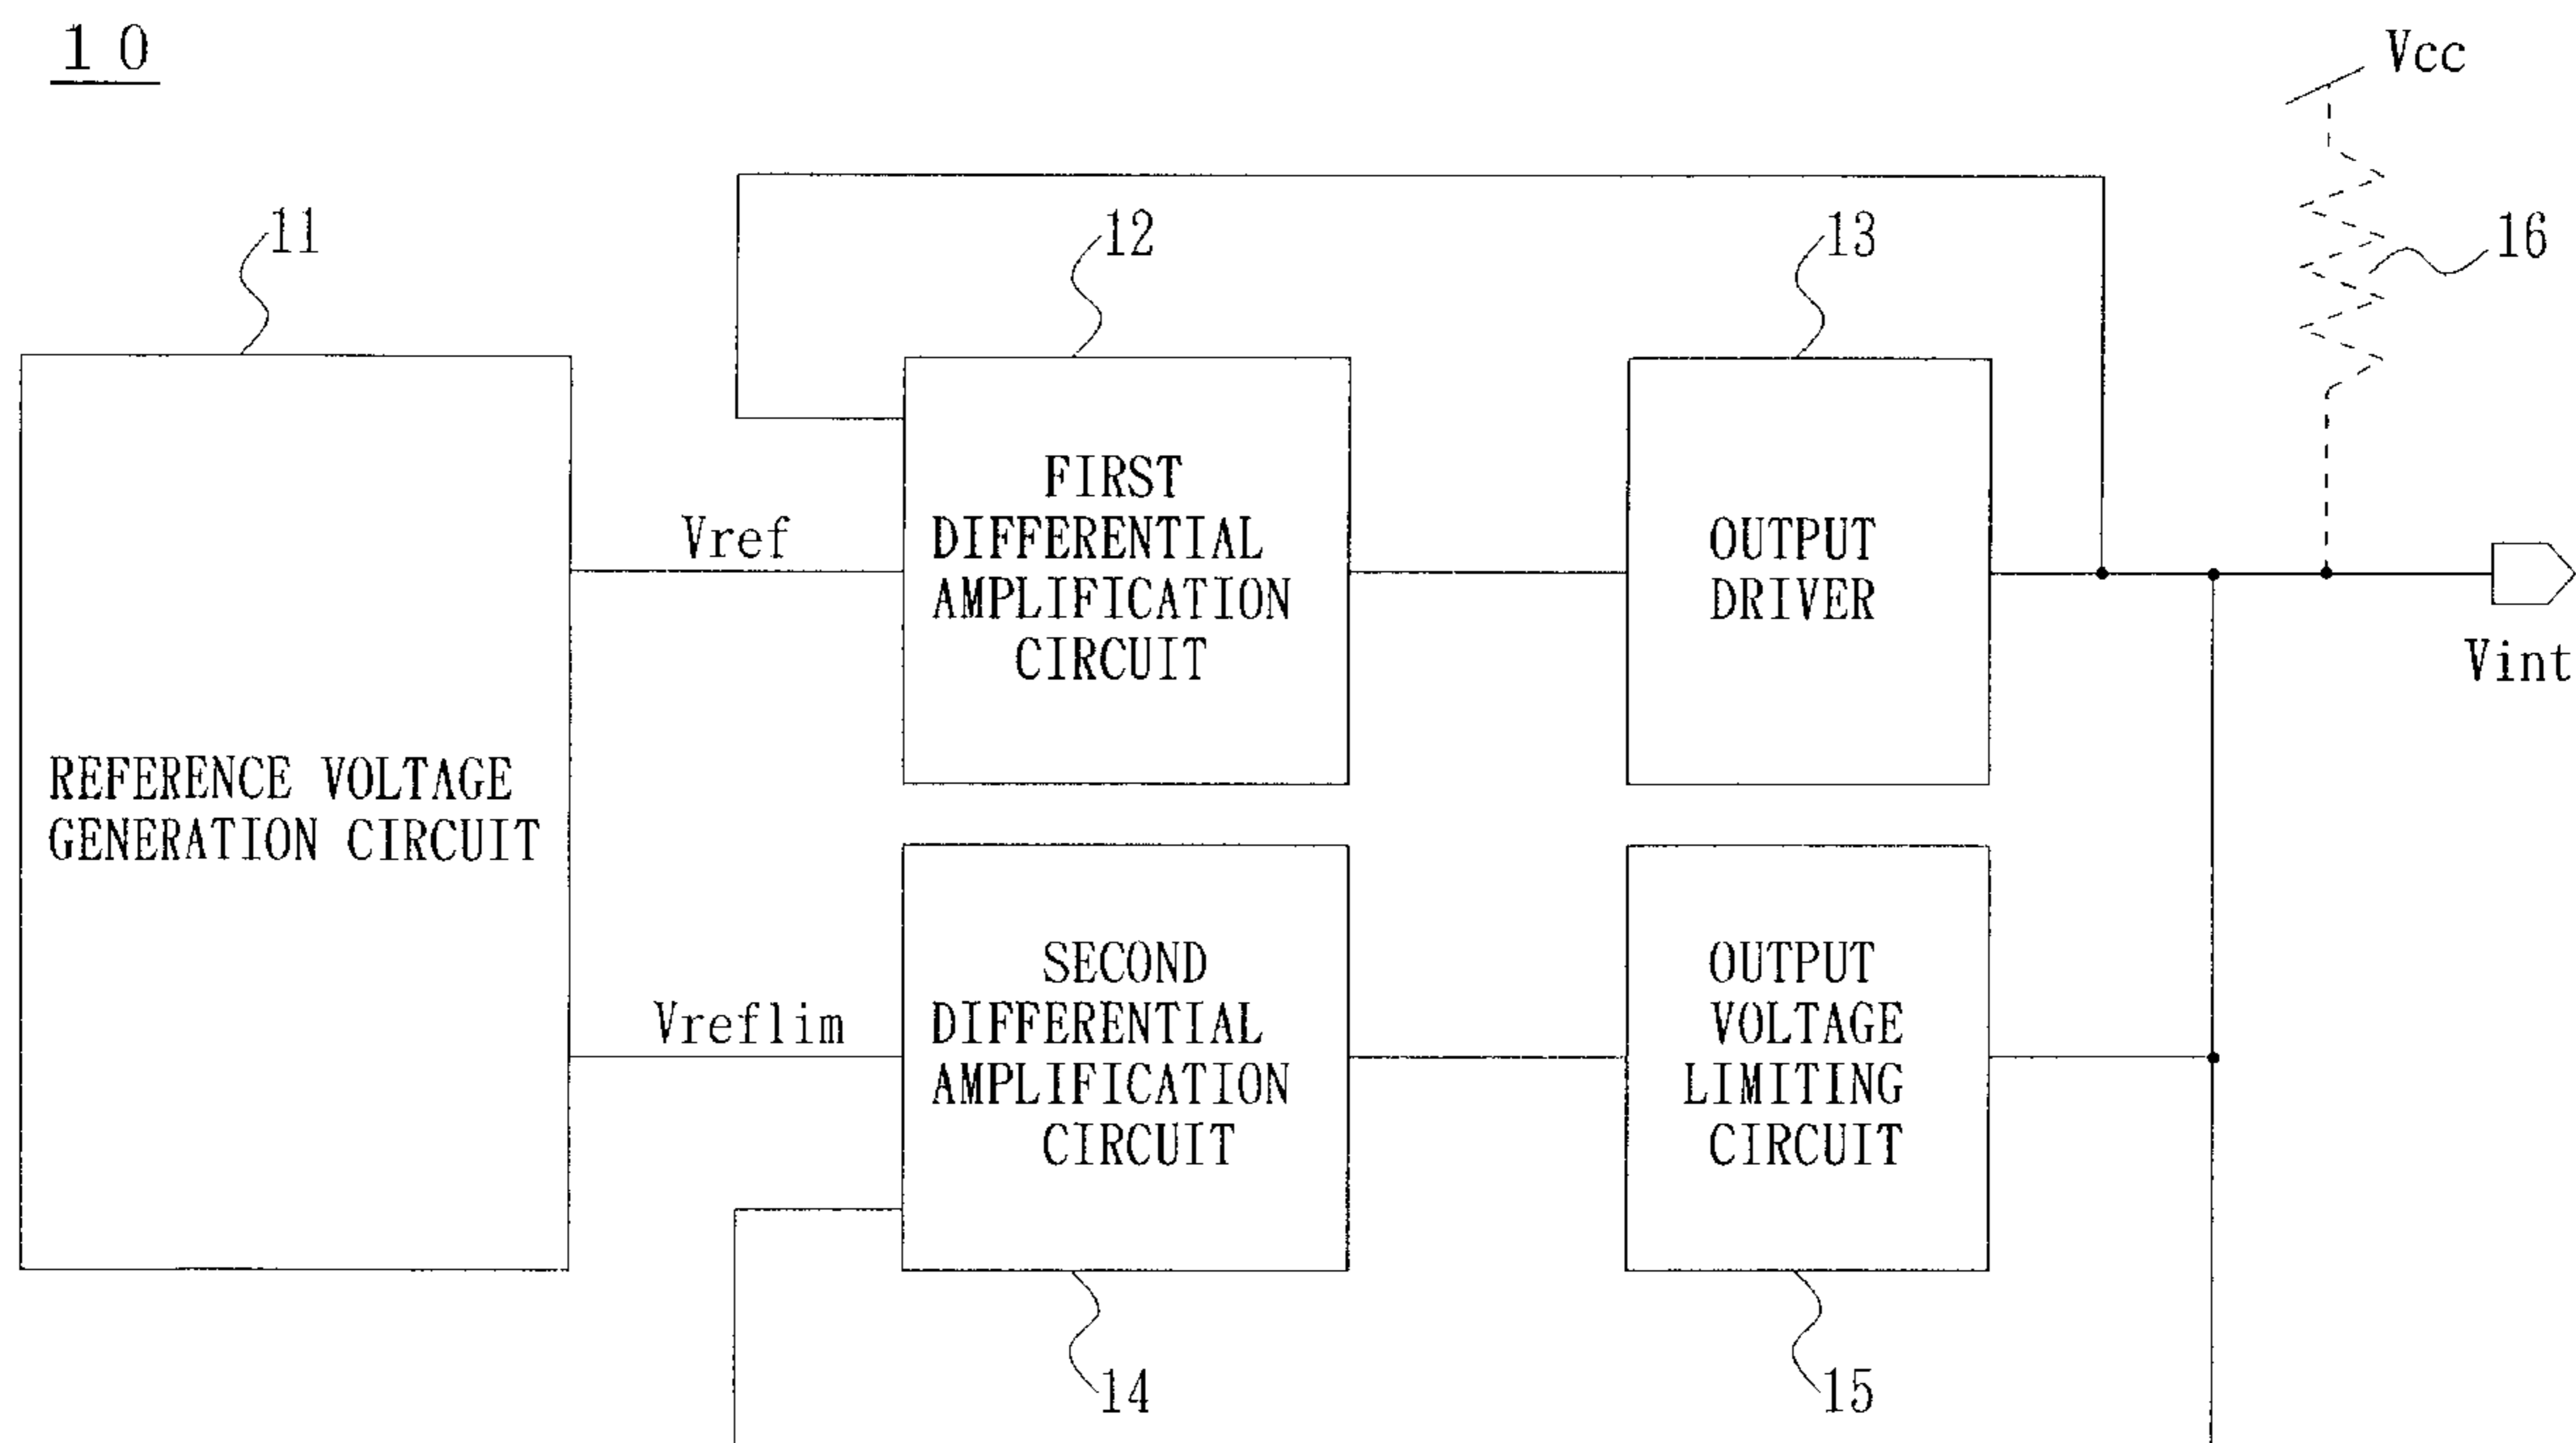 10
Vcc
11
12
13
16
FIRST
DIFFERENTIAL
AMPLIFICATION
CIRCUIT
Vref
OUTPUT
DRIVER
Vint
REFERENCE VOLTAGE
GENERATION CIRCUIT
SECOND
DIFFERENTIAL
AMPLIFICATION
CIRCUIT
Vreflim
OUTPUT
VOLTAGE
LIMITING
CIRCUIT
14
15